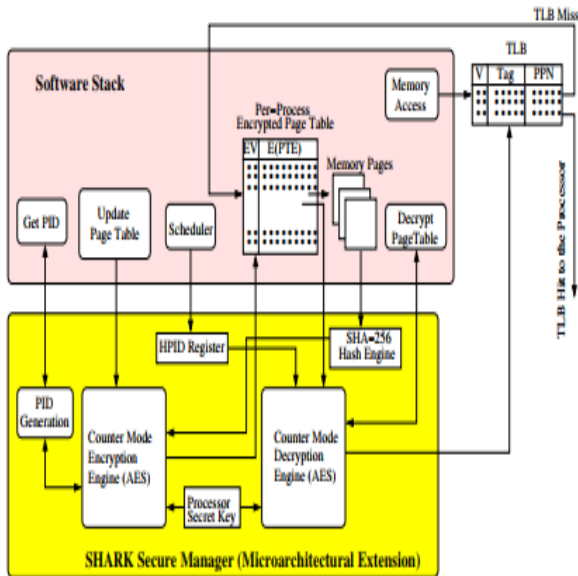 TLB Miss
TLB
V Tag PPN
Software Stack
Memory
Access
Per=Process
Encrypted Page Table
EV E(PTE)
Memory Pages
Get PID
Update
Page Table
Scheduler
Decrypt
PageTable
TLB Hit to the Processor
HPID Register
SHA=256
Hash Engine
PID
Generation
Counter Mode
Encryption
Engine (AES)
Counter Mode
Decryption
Engine (AES)
Processor
Secret Key
SHARK Secure Manager (Microarchitectural Extension)